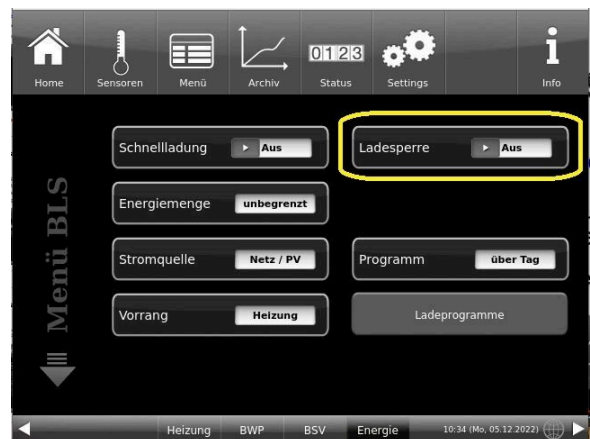 Home Sensoren Menü Archiv Status Settings Info
0123
Menü BLS
Schnellladung Aus
Ladesperre Aus
Energiemenge unbegrenzt
Stromquelle Netz / PV
Programm über Tag
Vorrang Heizung
Ladeprogramme
Heizung BWP BSV Energie 10:34 (Mo, 05.12.2022)